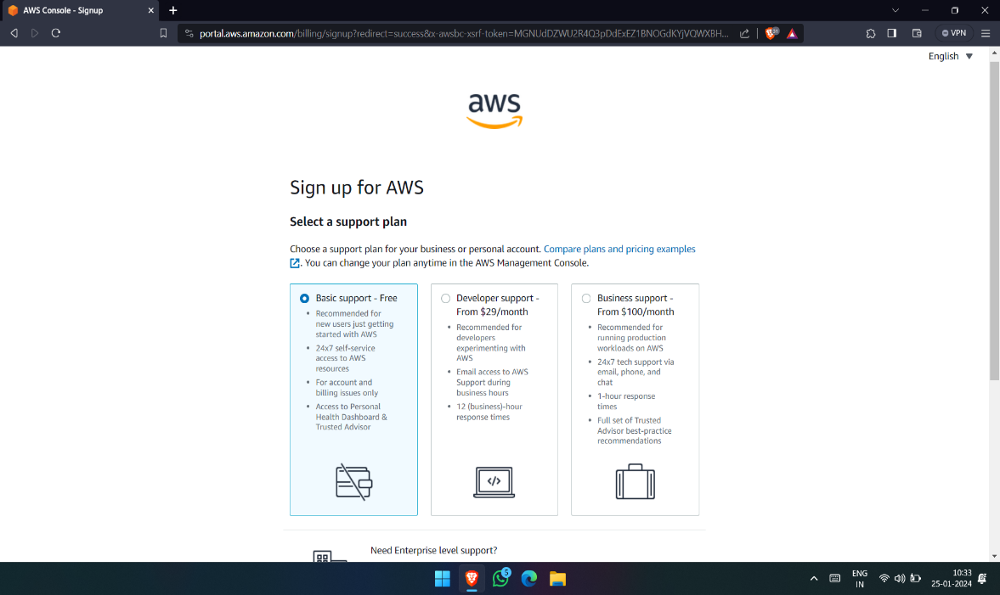 AWS Console - Signup
portal.aws.amazon.com/billing/signup?redirect=success&x-awsbc-xsrf-token=MGNUdDZWU2R4Q3pDdExEZ1BNOGdKYjVQWXBH...
31
VPN
English
aws
Sign up for AWS
Select a support plan
Choose a support plan for your business or personal account. Compare plans and pricing examples
. You can change your plan anytime in the AWS Management Console.
Basic support - Free
• Recommended for
new users just getting
started with AWS
• 24x7 self-service
access to AWS
resources
• For account and
billing issues only
• Access to Personal
Health Dashboard &
Trusted Advisor
Developer support -
From $29/month
• Recommended for
developers
experimenting with
AWS
• Email access to AWS
Support during
business hours
• 12 (business)-hour
response times
</>
Business support -
From $100/month
• Recommended for
running production
workloads on AWS
• 24x7 tech support via
email, phone, and
chat
• 1-hour response
times
• Full set of Trusted
Advisor best-practice
recommendations
Need Enterprise level support?
5
ENG
IN
10:33
25-01-2024